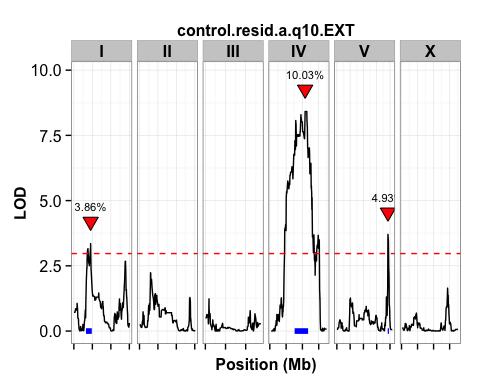 control.resid.a.q10.EXT
I II III IV V X
10.0
10.03%
7.5
LOD
5.0
3.86%
4.93
2.5
0.0
Position (Mb)